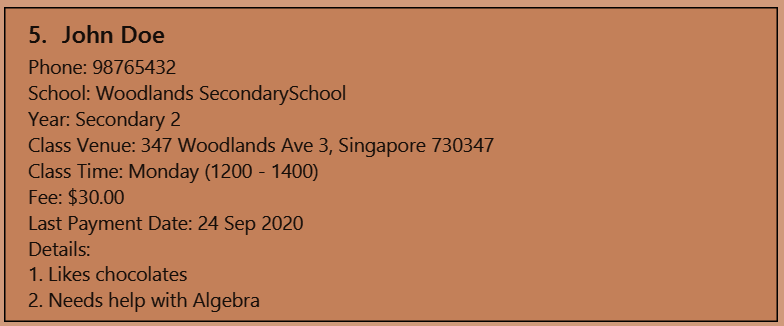 5. John Doe
Phone: 98765432
School: Woodlands SecondarySchool
Year: Secondary 2
Class Venue: 347 Woodlands Ave 3, Singapore 730347
Class Time: Monday (1200 - 1400)
Fee: $30.00
Last Payment Date: 24 Sep 2020
Details:
1. Likes chocolates
2. Needs help with Algebra